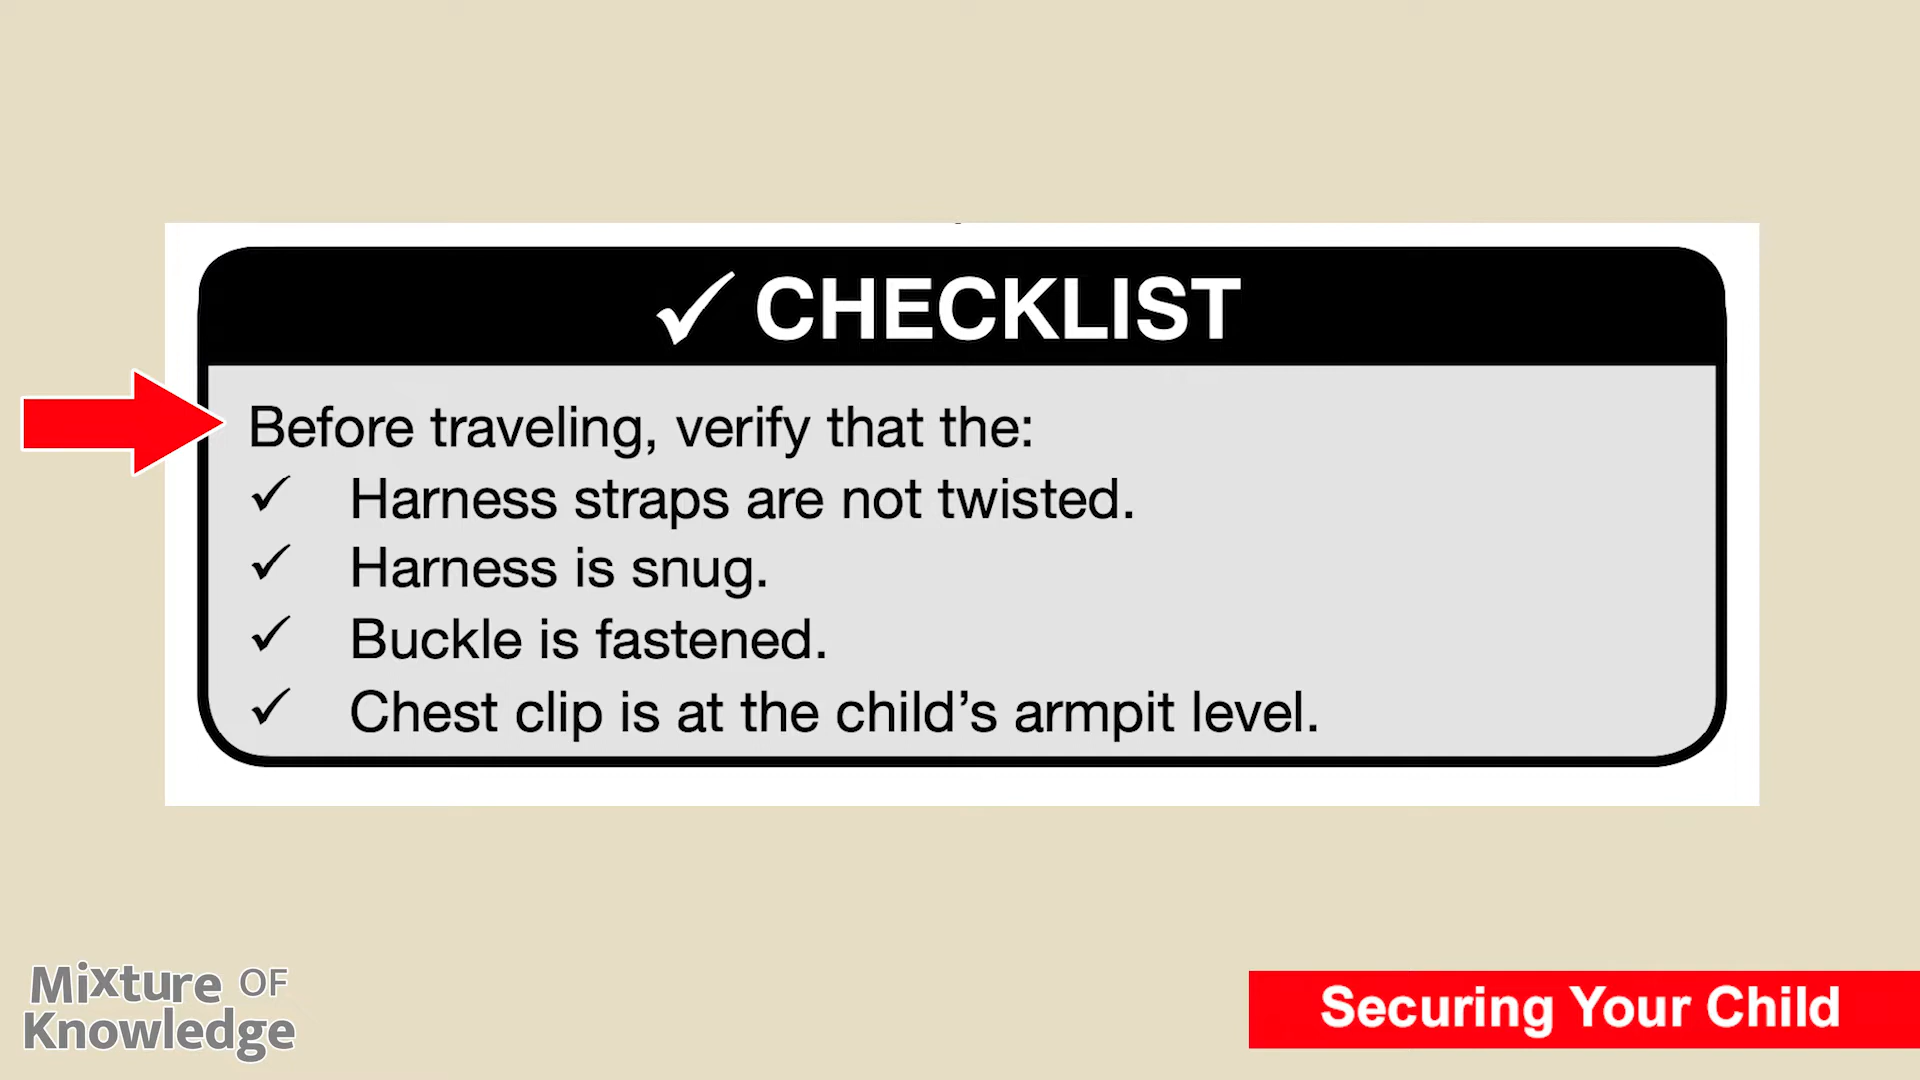 ✓ CHECKLIST
Before traveling, verify that the:
✓ Harness straps are not twisted.
✓ Harness is snug.
✓ Buckle is fastened.
✓ Chest clip is at the child’s armpit level.
Mixture OF
Knowledge
Securing Your Child